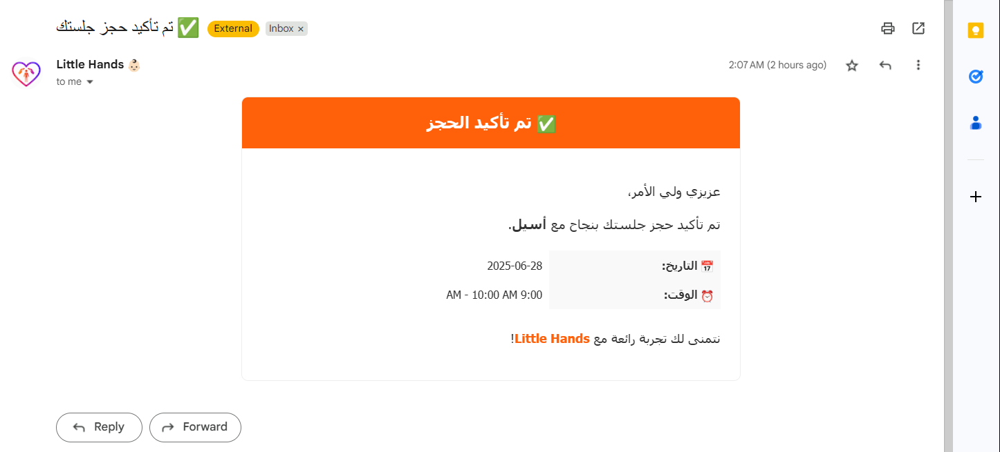 تم تأكيد حجز جلستك ✅ External Inbox ×
Little Hands 👶🏻
2:07 AM (2 hours ago)
to me
✅ تم تأكيد الحجز
عزيزي ولي الأمر،
تم تأكيد حجز جلستك بنجاح مع أسيل.
📅 التاريخ: 2025-06-28
⏰ الوقت: 9:00 AM - 10:00 AM
نتمنى لك تجربة رائعة مع Little Hands!
Reply
Forward